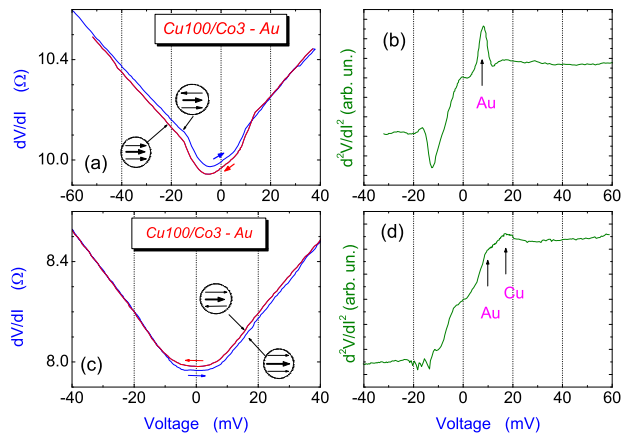 Cu100/Co3 - Au
dV/dI (Ω)
10.4
10.0
(a)
-60 -40 -20 0 20 40
(b)
d²V/dI² (arb. un.)
Au
-40 -20 0 20 40 60
Cu100/Co3 - Au
dV/dI (Ω)
8.4
8.0
(c)
-40 -20 0 20 40
Voltage (mV)
(d)
d²V/dI² (arb. un.)
Au
Cu
-40 -20 0 20 40 60
Voltage (mV)